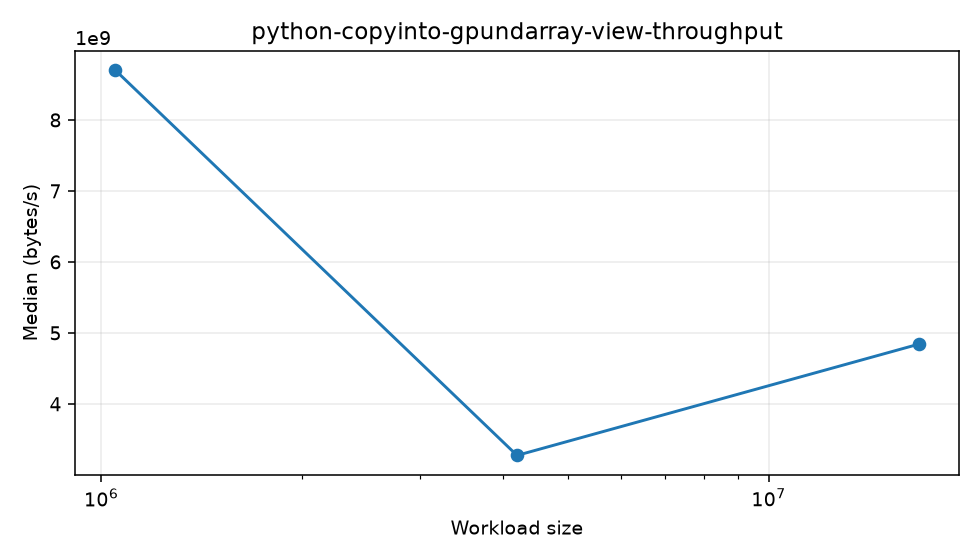 python-copyinto-gpundarray-view-throughput
1e9
Median (bytes/s)
8
7
6
5
4
10^6
10^7
Workload size